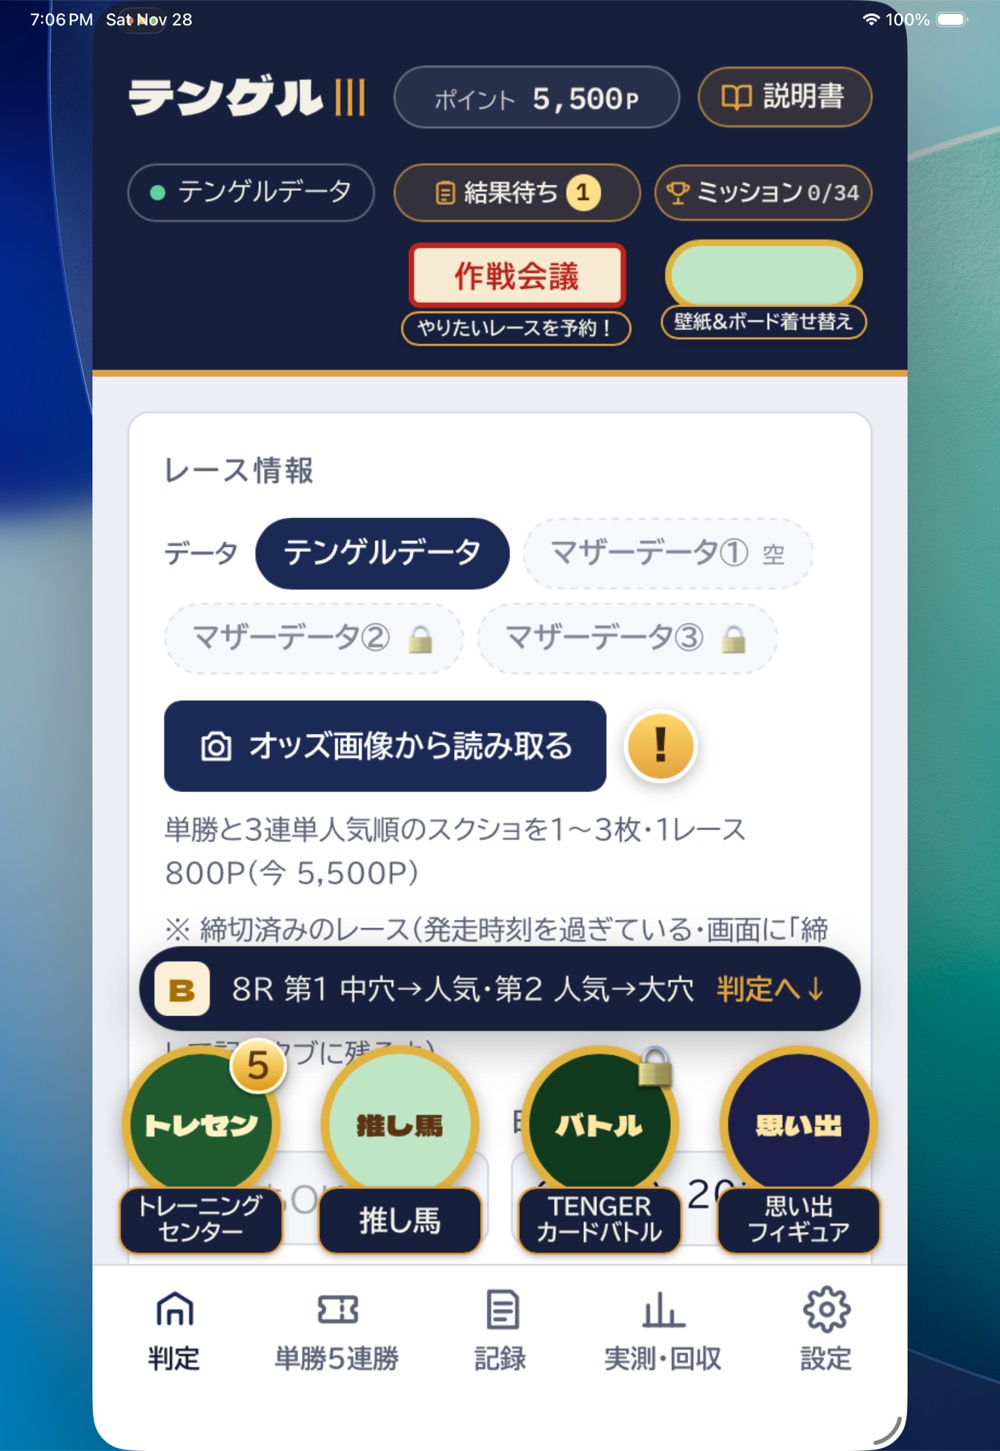 7:06 PM Sat Nov 28
100%
テンゲル
ポイント 5,500P
説明書
テンゲルデータ
結果待ち 1
ミッション 0/34
作戦会議
やりたいレースを予約！
壁紙&ボード着せ替え
レース情報
データ
テンゲルデータ
マザーデータ① 空
マザーデータ②
マザーデータ③
オッズ画像から読み取る
!
単勝と3連単人気順のスクショを1〜3枚・1レース
800P(今 5,500P)
※ 締切済みのレース(発走時刻を過ぎている・画面に「締
B 8R 第1 中穴→人気・第2 人気→大穴 判定へ↓
5
トレセン
推し馬
バトル
思い出
トレーニング
センター
推し馬
TENGER
カードバトル
思い出
フィギュア
判定
単勝5連勝
記録
実測・回収
設定